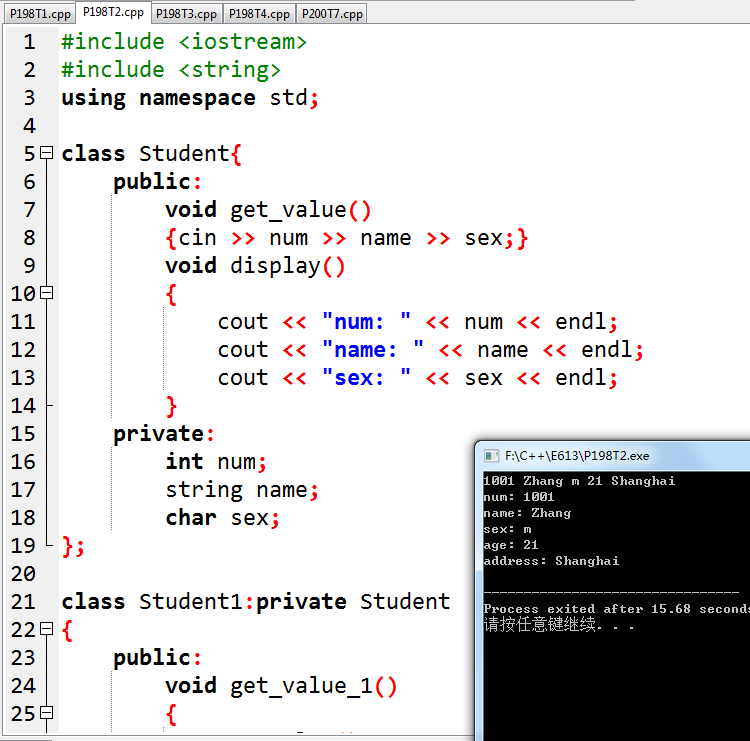 P198T1.cpp P198T2.cpp P198T3.cpp P198T4.cpp P200T7.cpp
1 #include <iostream>
2 #include <string>
3 using namespace std;
4
5 class Student{
6 public:
7 void get_value()
8 {cin >> num >> name >> sex;}
9 void display()
10 {
11 cout << "num: " << num << endl;
12 cout << "name: " << name << endl;
13 cout << "sex: " << sex << endl;
14 }
15 private:
16 int num;
17 string name;
18 char sex;
19 };
20
21 class Student1:private Student
22 {
23 public:
24 void get_value_1()
25 {
F:\C++\E613\P198T2.exe
1001 Zhang m 21 Shanghai
num: 1001
name: Zhang
sex: m
age: 21
address: Shanghai
--------------------------------
Process exited after 15.68 seconds
请按任意键继续. . .